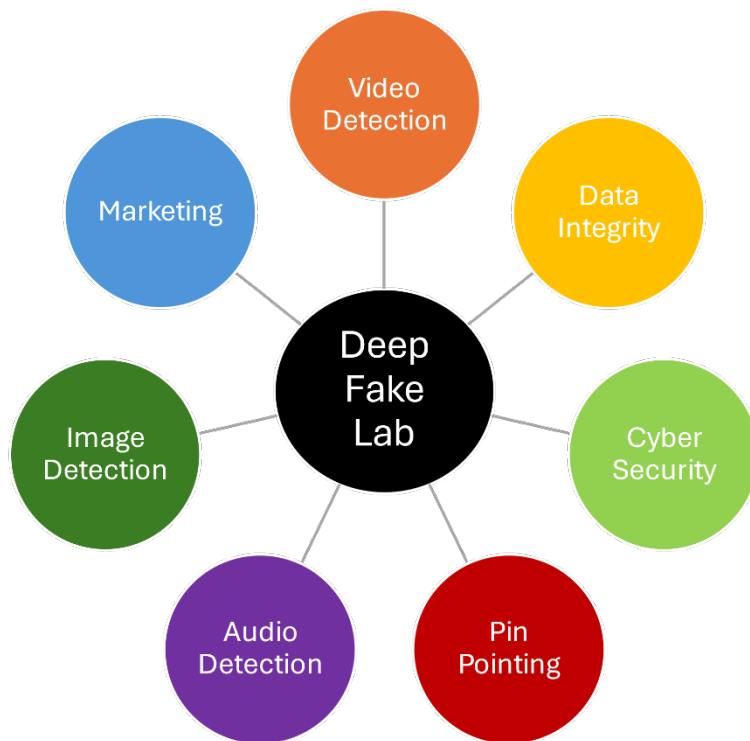 Video
Detection
Marketing
Data
Integrity
Deep
Fake
Lab
Image
Detection
Cyber
Security
Audio
Detection
Pin
Pointing